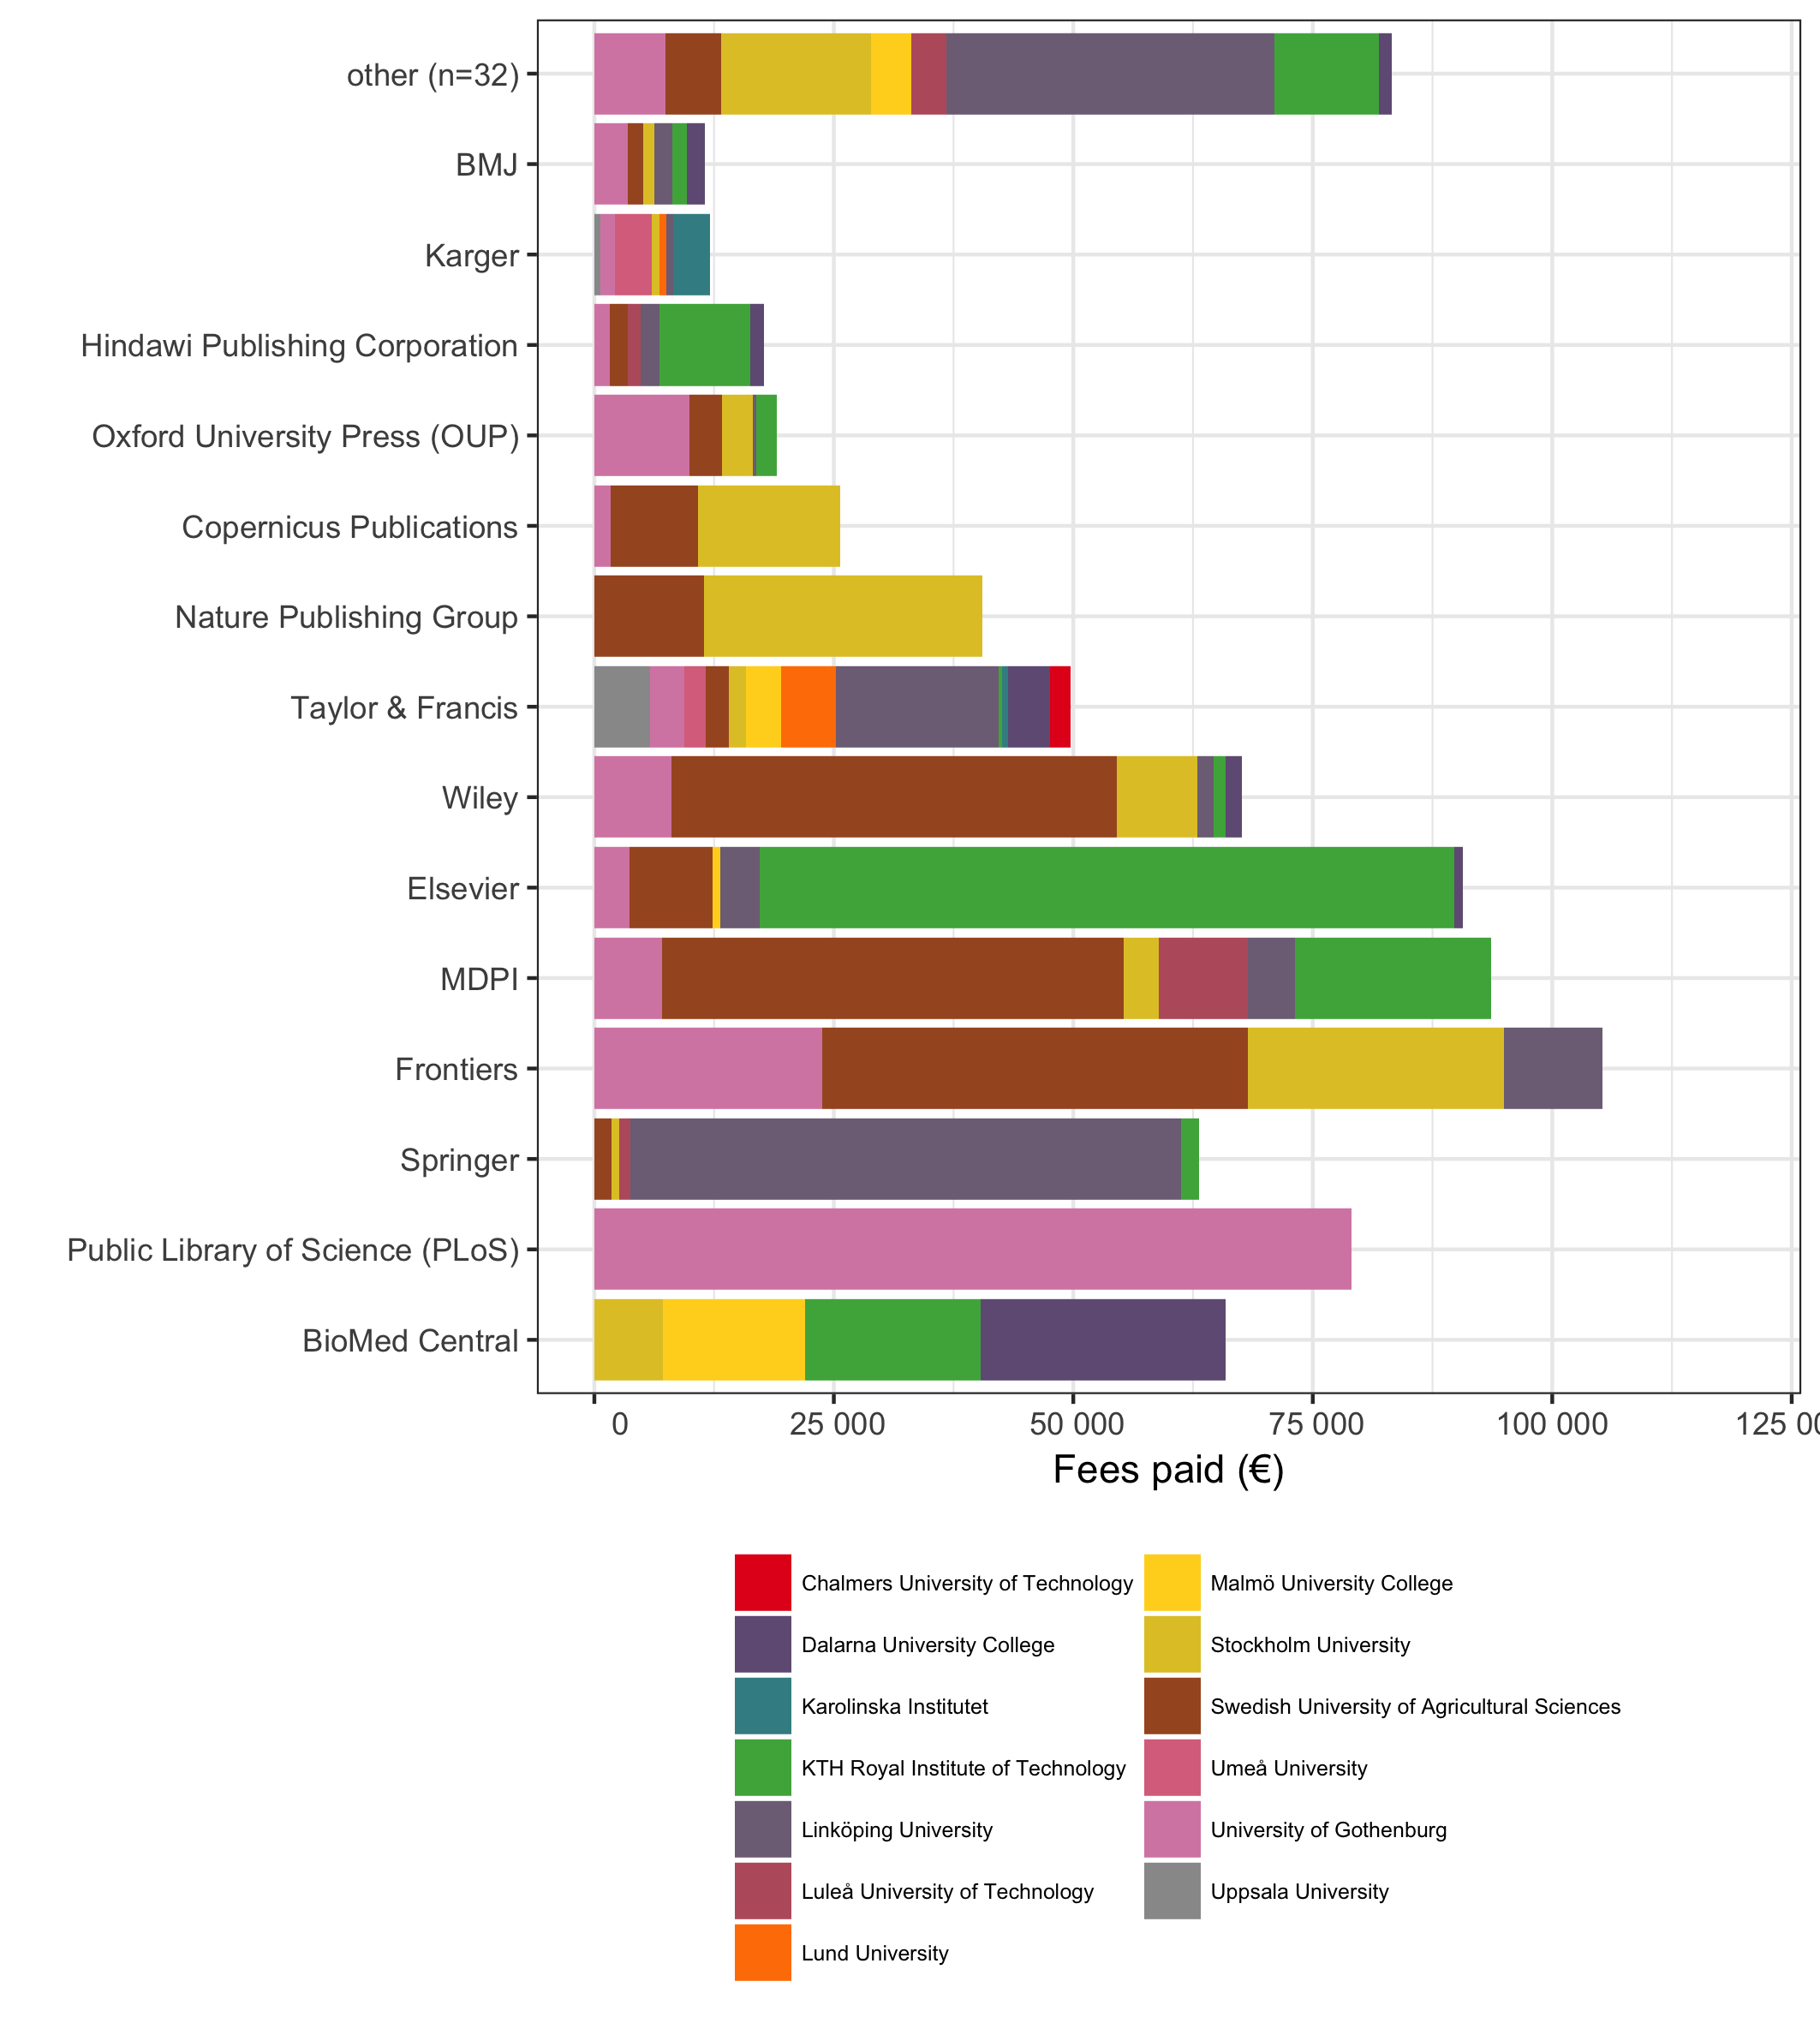 other (n=32)
BMJ
Karger
Hindawi Publishing Corporation
Oxford University Press (OUP)
Copernicus Publications
Nature Publishing Group
Taylor & Francis
Wiley
Elsevier
MDPI
Frontiers
Springer
Public Library of Science (PLoS)
BioMed Central
0 25 000 50 000 75 000 100 000 125 00
Fees paid (€)
Chalmers University of Technology
Dalarna University College
Karolinska Institutet
KTH Royal Institute of Technology
Linköping University
Luleå University of Technology
Lund University
Malmö University College
Stockholm University
Swedish University of Agricultural Sciences
Umeå University
University of Gothenburg
Uppsala University